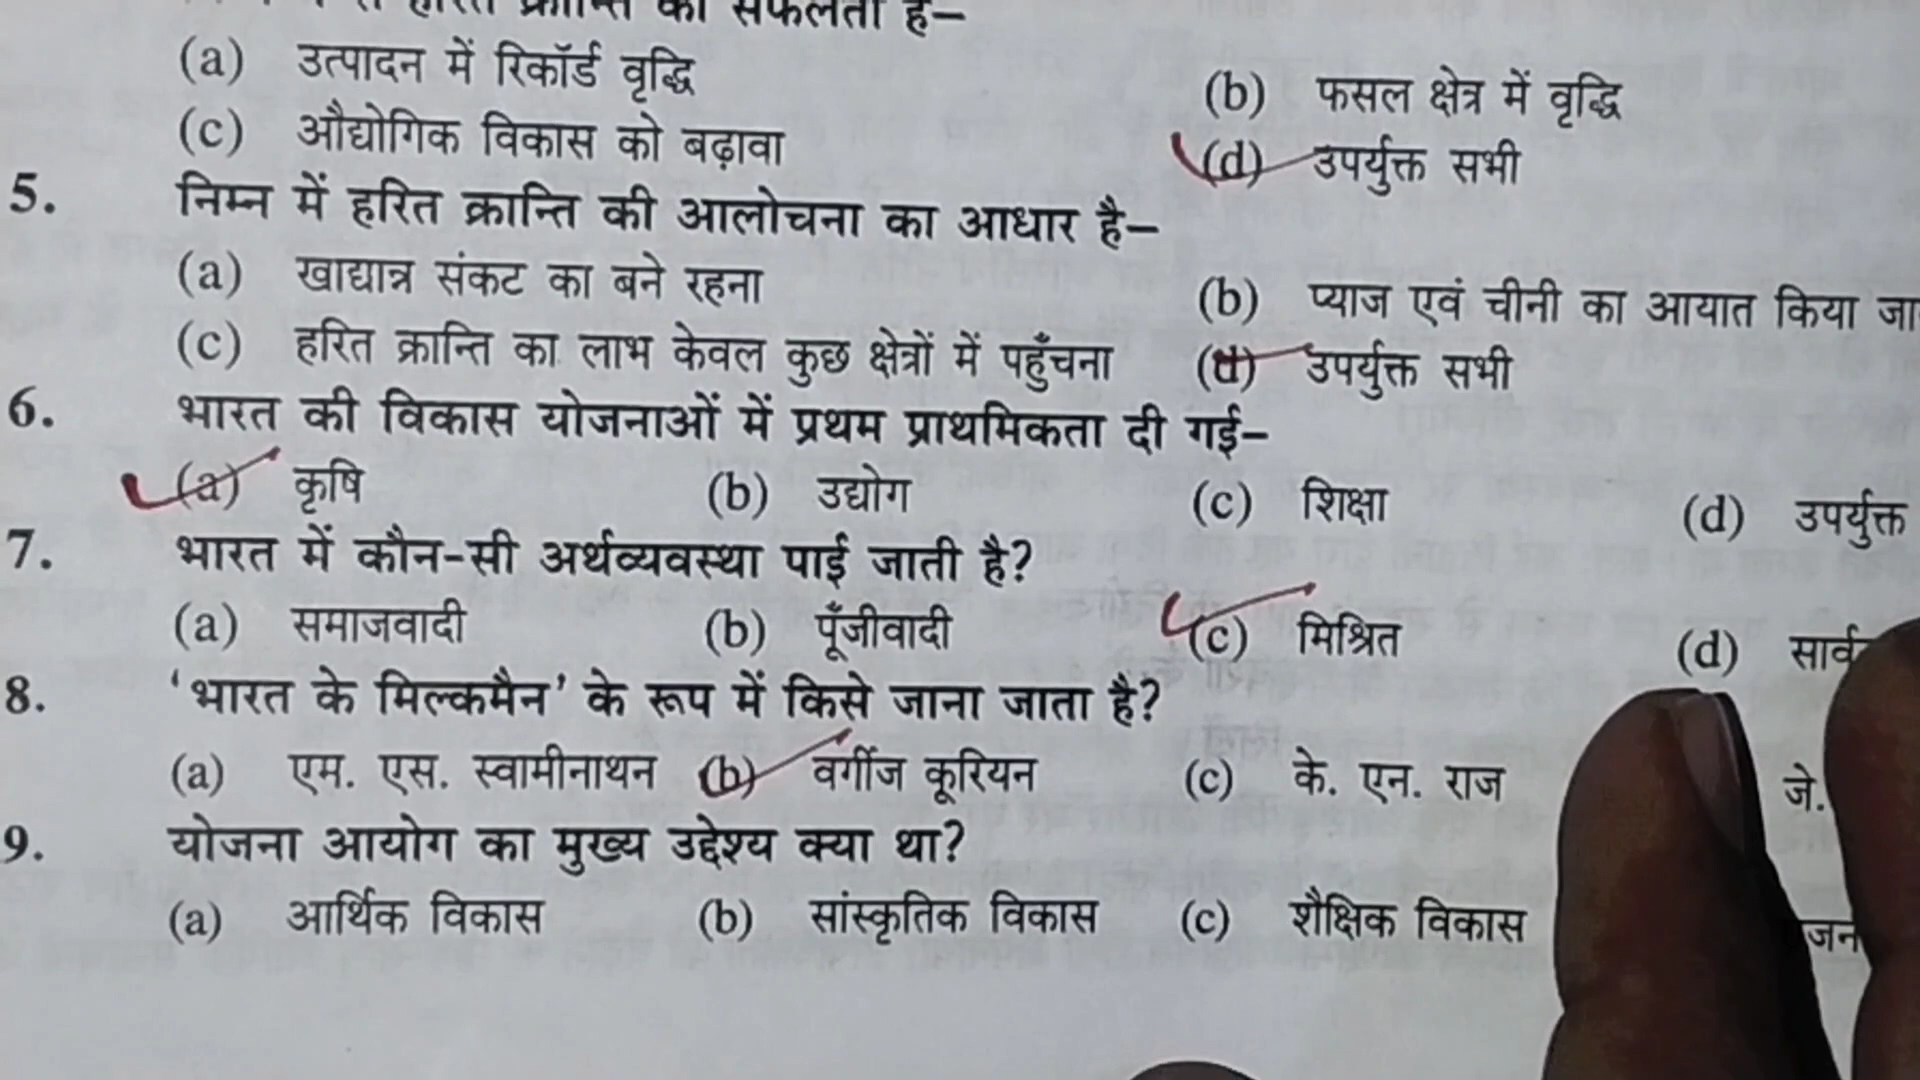 हरित क्रान्ति की सफलता है–
(a) उत्पादन में रिकॉर्ड वृद्धि (b) फसल क्षेत्र में वृद्धि
(c) औद्योगिक विकास को बढ़ावा (d) उपर्युक्त सभी
5. निम्न में हरित क्रान्ति की आलोचना का आधार है–
(a) खाद्यान्न संकट का बने रहना (b) प्याज एवं चीनी का आयात किया
(c) हरित क्रान्ति का लाभ केवल कुछ क्षेत्रों में पहुँचना (d) उपर्युक्त सभी
6. भारत की विकास योजनाओं में प्रथम प्राथमिकता दी गई–
(a) कृषि (b) उद्योग (c) शिक्षा (d) उपर्युक्त
7. भारत में कौन-सी अर्थव्यवस्था पाई जाती है?
(a) समाजवादी (b) पूँजीवादी (c) मिश्रित (d)
8. 'भारत के मिल्कमैन' के रूप में किसे जाना जाता है?
(a) एम. एस. स्वामीनाथन (b) वर्गीज कूरियन (c) के. एन. राज जे.
9. योजना आयोग का मुख्य उद्देश्य क्या था?
(a) आर्थिक विकास (b) सांस्कृतिक विकास (c) शैक्षिक विकास